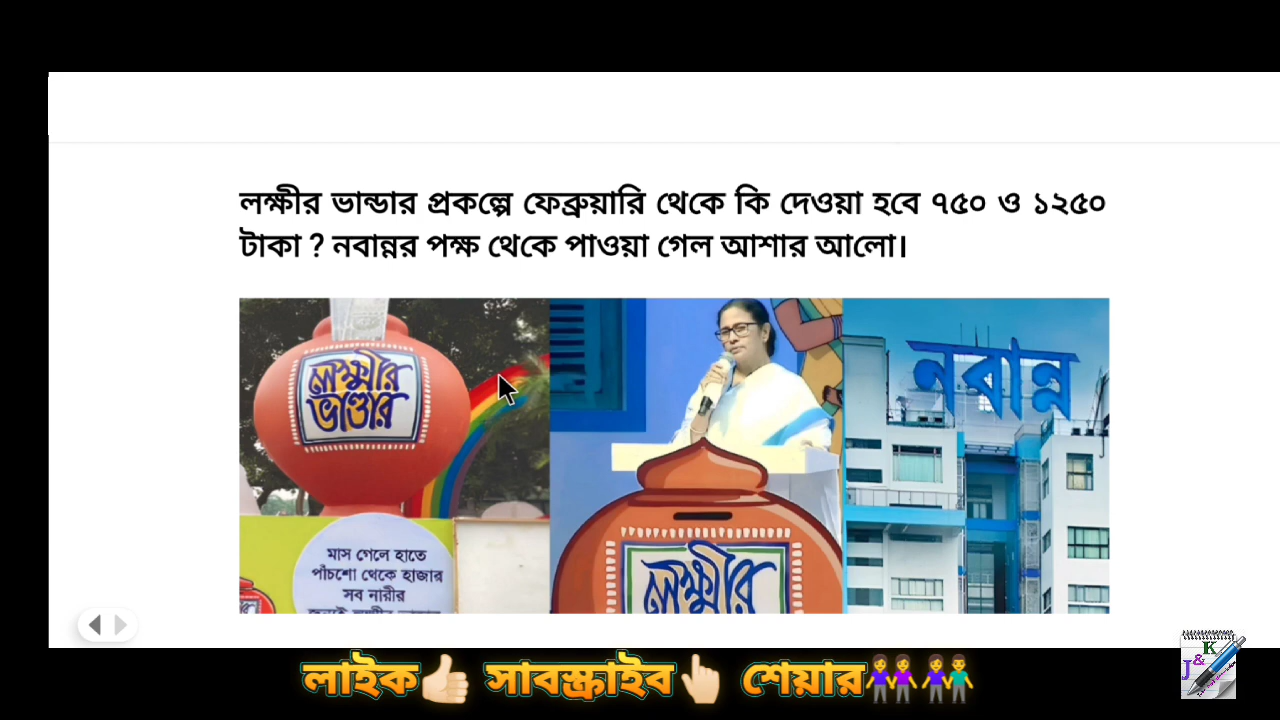 লক্ষীর ভান্ডার প্রকল্পে ফেব্রুয়ারি থেকে কি দেওয়া হবে ৭৫০ ও ১২৫০
টাকা ? নবান্নর পক্ষ থেকে পাওয়া গেল আশার আলো।
লক্ষ্মীর
ভাণ্ডার
মাস গেলে হাতে
পাঁচশো থেকে হাজার
সব নারীর
লক্ষ্মীর
নবান্ন
লাইক👍🏻 সাবস্ক্রাইব👆🏻 শেয়ার👭👫
J&K